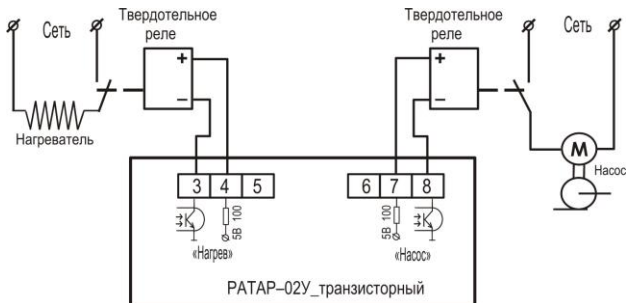 Твердотельное
реле
Сеть
Нагреватель
+
−
Твердотельное
реле
Сеть
+
−
М
Насос
3 4 5
6 7 8
5В 100
«Нагрев»
5В 100
«Насос»
РАТАР–02У_транзисторный